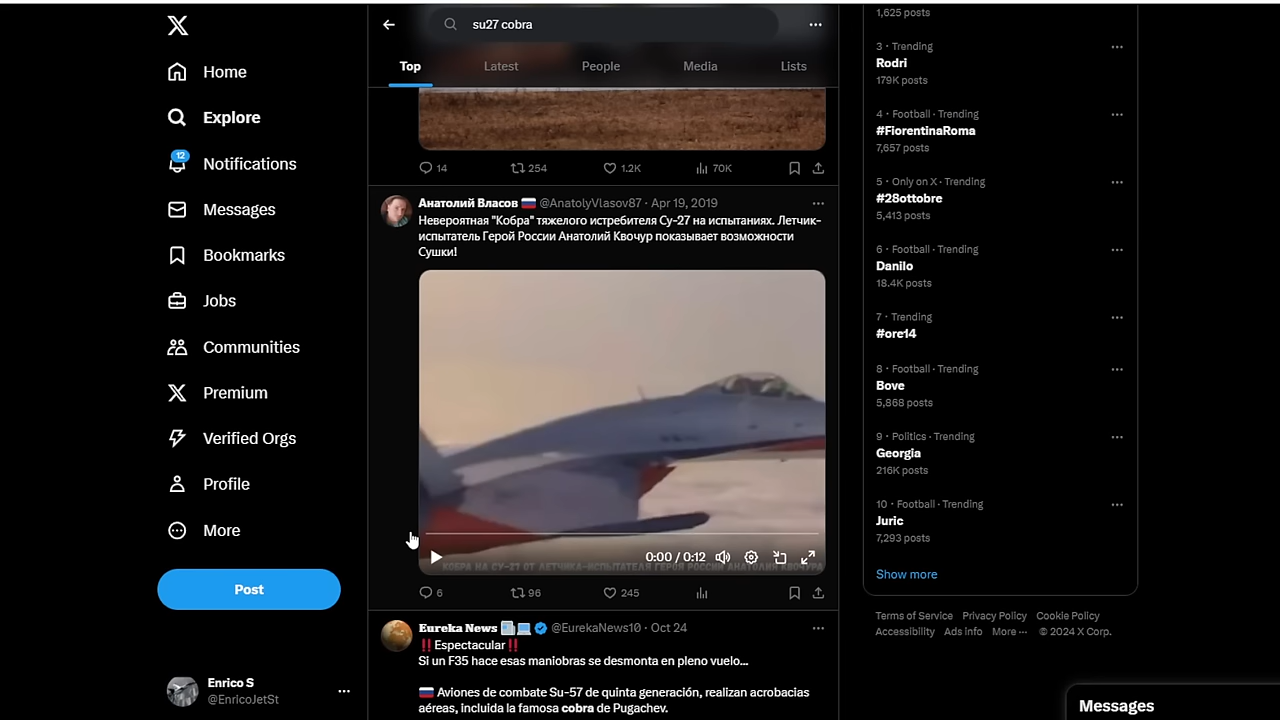 su27 cobra
Home
Explore
12
Notifications
Messages
Bookmarks
Jobs
Communities
Premium
Verified Orgs
Profile
More
Post
Enrico S
@EnricoJetSt
Top
Latest
People
Media
Lists
14
254
1.2K
70K
Анатолий Власов 🇷🇺 @AnatolyVlasov87 · Apr 19, 2019
Невероятная "Кобра" тяжелого истребителя Су-27 на испытаниях. Летчик-
испытатель Герой России Анатолий Квочур показывает возможности
Сушки!
0:00 / 0:12
КОБРА НА СУ-27 ОТ ЛЕТЧИКА-ИСПЫТАТЕЛЯ ГЕРОЯ РОССИИ АНАТОЛИЯ КВОЧУРА
6
96
245
Eureka News 📰💻 @EurekaNews10 · Oct 24
‼️Espectacular‼️
Si un F35 hace esas maniobras se desmonta en pleno vuelo...
🇷🇺 Aviones de combate Su-57 de quinta generación, realizan acrobacias
aéreas, incluida la famosa cobra de Pugachev.
1,625 posts
3 · Trending
Rodri
179K posts
4 · Football · Trending
#FiorentinaRoma
7,657 posts
5 · Only on X · Trending
#28ottobre
5,413 posts
6 · Football · Trending
Danilo
18.4K posts
7 · Trending
#ore14
8 · Football · Trending
Bove
5,868 posts
9 · Politics · Trending
Georgia
216K posts
10 · Football · Trending
Juric
7,293 posts
Show more
Terms of Service Privacy Policy Cookie Policy
Accessibility Ads info More ··· © 2024 X Corp.
Messages